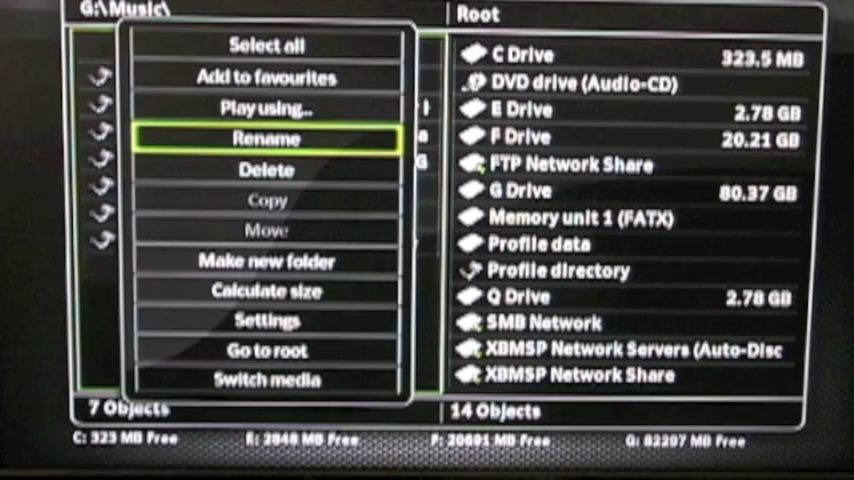 G:\Music\
Root
Select all
Add to favourites
Play using...
Rename
Delete
Copy
Move
Make new folder
Calculate size
Settings
Go to root
Switch media
C Drive 323.5 MB
DVD drive (Audio-CD)
E Drive 2.78 GB
F Drive 20.21 GB
FTP Network Share
G Drive 80.37 GB
Memory unit 1 (FATX)
Profile data
Profile directory
Q Drive 2.78 GB
SMB Network
XBMSP Network Servers (Auto-Disc
XBMSP Network Share
7 Objects
14 Objects
C: 323 MB Free E: 2848 MB Free F: 20691 MB Free G: 82297 MB Free